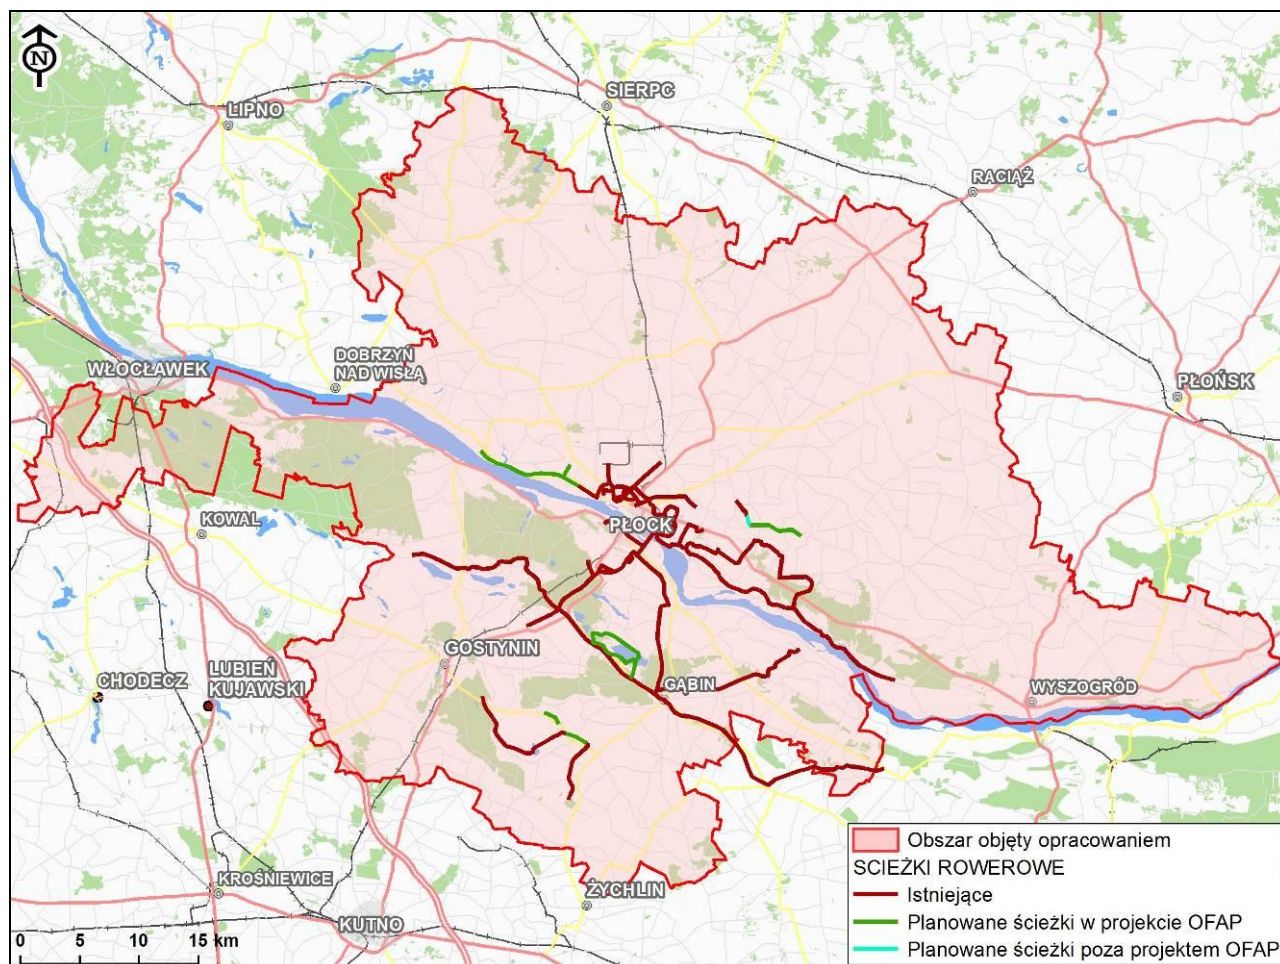 N
SIERPC
LIPNO
RACIĄŻ
DOBRZYŃ
NAD WISŁĄ
WŁOCŁAWEK
PŁOŃSK
KOWAL
PŁOCK
GOSTYNIN
CHODECZ
LUBIEŃ
KUJAWSKI
GĄBIN
WYSZOGRÓD
KROŚNIEWICE
ŻYCHLIN
KUTNO
0 5 10 15 km
Obszar objęty opracowaniem
SCIEŻKI ROWEROWE
Istniejące
Planowane ścieżki w projekcie OFAP
Planowane ścieżki poza projektem OFAP